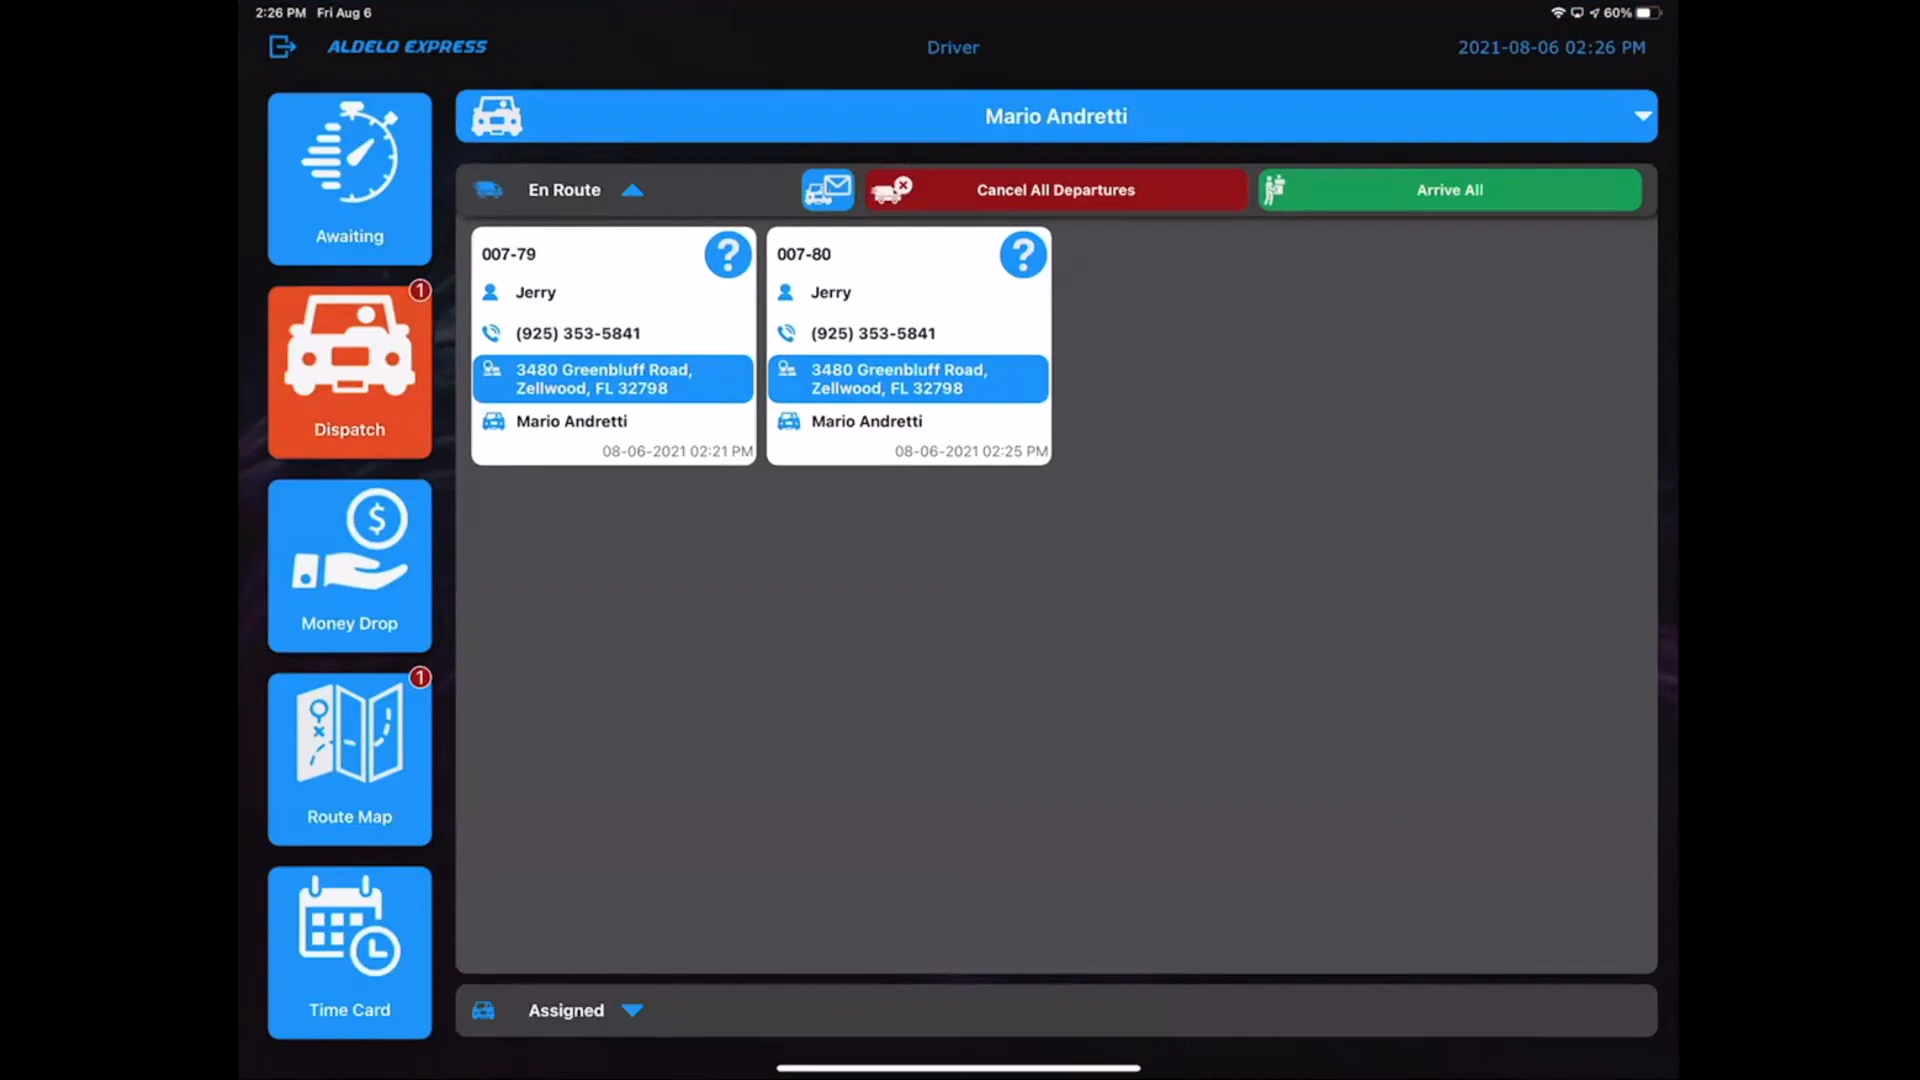 2:26 PM Fri Aug 6
60%
ALDELO EXPRESS
Driver
2021-08-06 02:26 PM
Awaiting
1
Dispatch
$
Money Drop
1
Route Map
Time Card
Mario Andretti
En Route
Cancel All Departures
Arrive All
007-79
?
Jerry
(925) 353-5841
3480 Greenbluff Road,
Zellwood, FL 32798
Mario Andretti
08-06-2021 02:21 PM
007-80
?
Jerry
(925) 353-5841
3480 Greenbluff Road,
Zellwood, FL 32798
Mario Andretti
08-06-2021 02:25 PM
Assigned